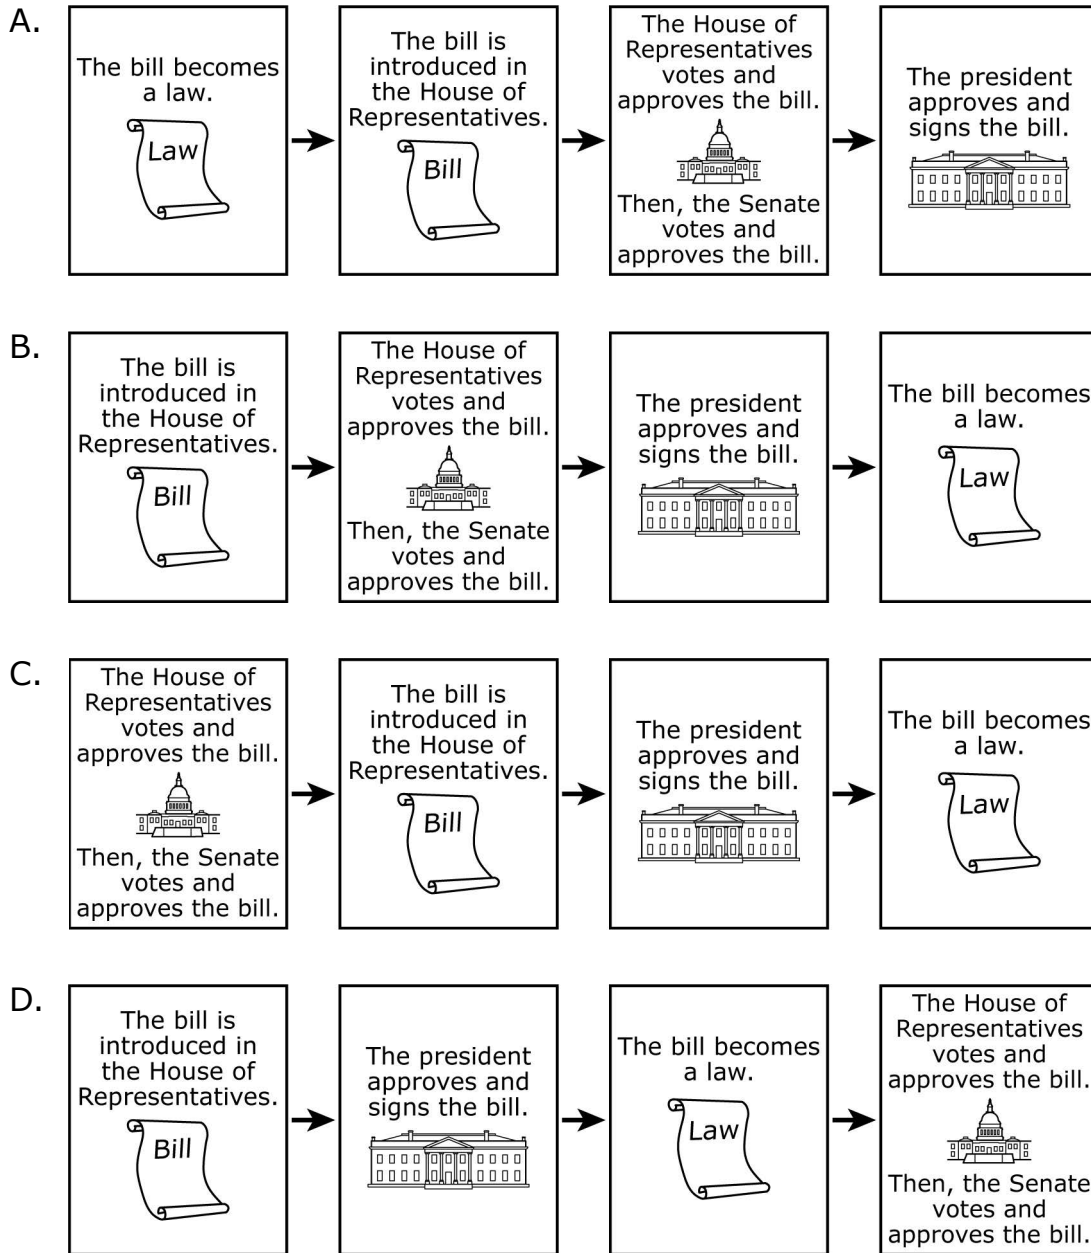 A.
The bill becomes
a law.
Law
The bill is
introduced in
the House of
Representatives.
Bill
The House of
Representatives
votes and
approves the bill.
Then, the Senate
votes and
approves the bill.
The president
approves and
signs the bill.
B.
The bill is
introduced in
the House of
Representatives.
Bill
The House of
Representatives
votes and
approves the bill.
Then, the Senate
votes and
approves the bill.
The president
approves and
signs the bill.
The bill becomes
a law.
Law
C.
The House of
Representatives
votes and
approves the bill.
Then, the Senate
votes and
approves the bill.
The bill is
introduced in
the House of
Representatives.
Bill
The president
approves and
signs the bill.
The bill becomes
a law.
Law
D.
The bill is
introduced in
the House of
Representatives.
Bill
The president
approves and
signs the bill.
The bill becomes
a law.
Law
The House of
Representatives
votes and
approves the bill.
Then, the Senate
votes and
approves the bill.